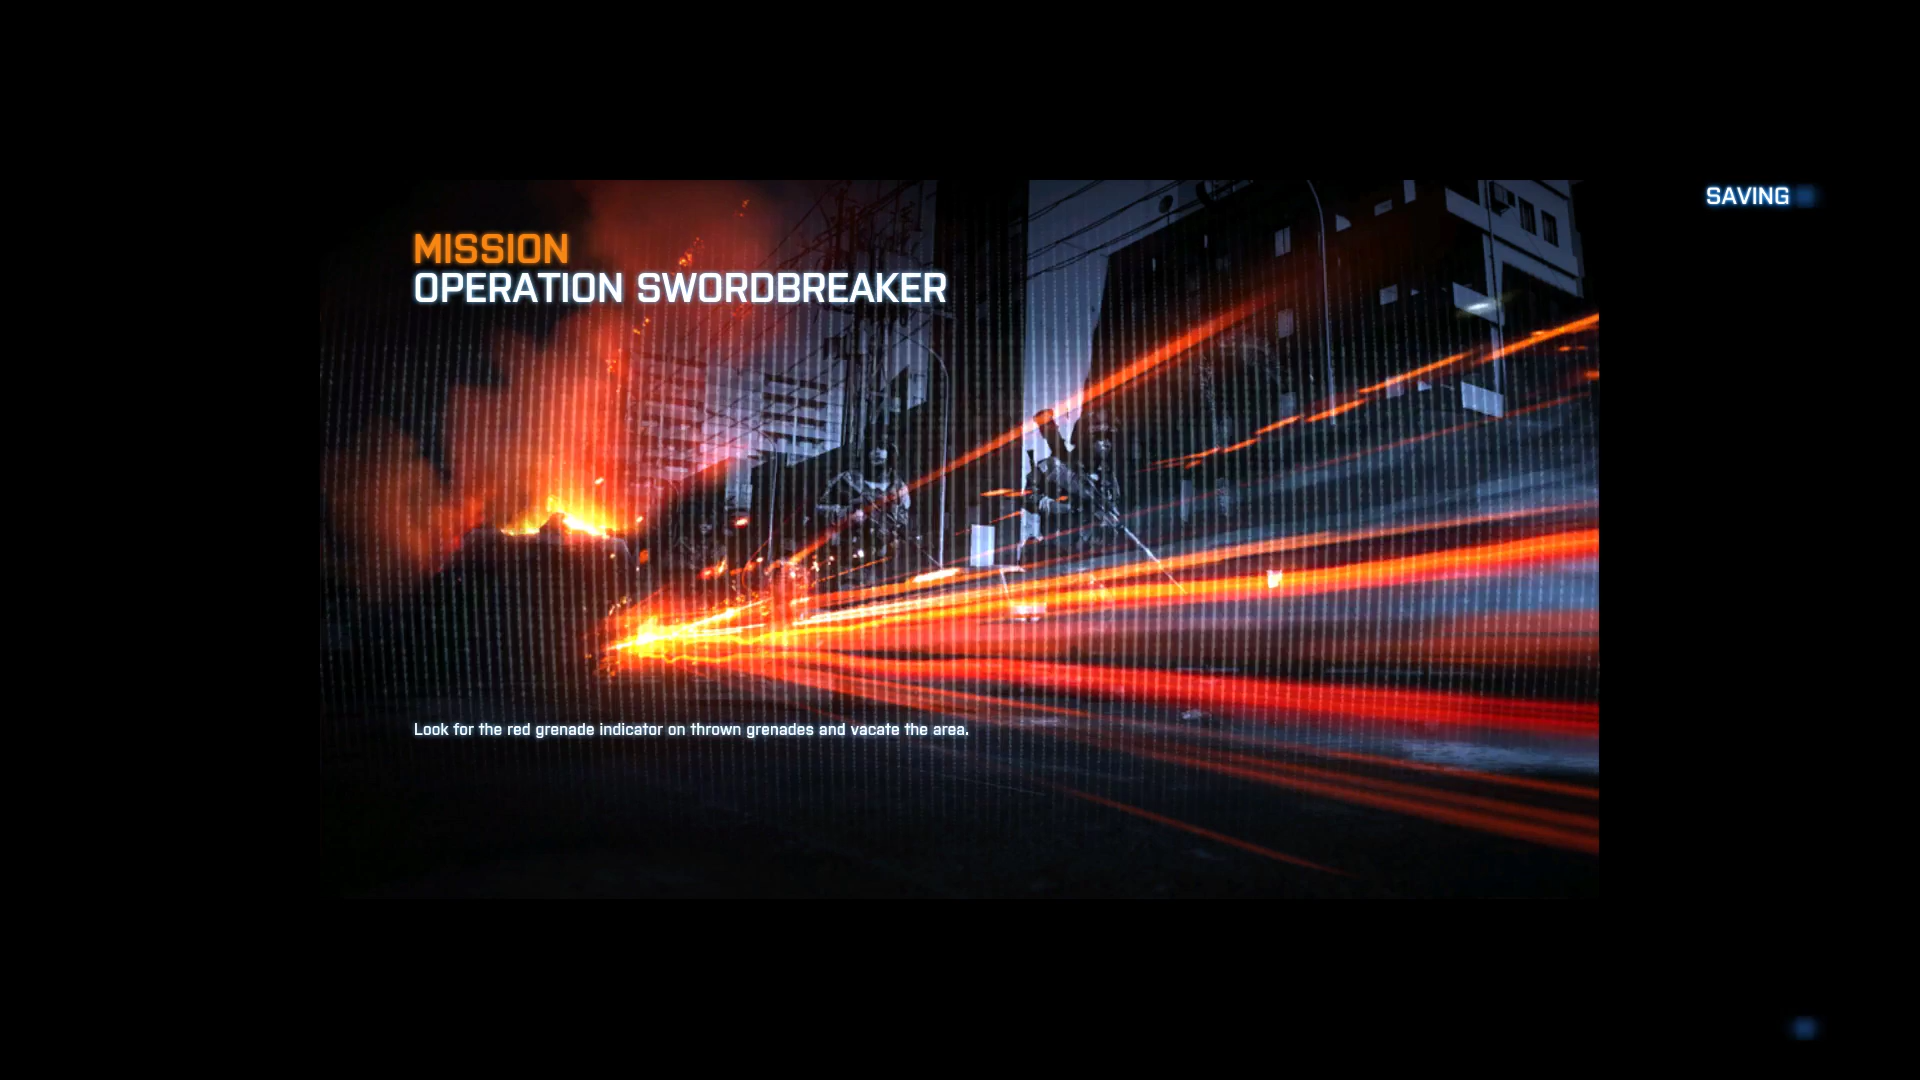 SAVING
MISSION
OPERATION SWORDBREAKER
Look for the red grenade indicator on thrown grenades and vacate the area.